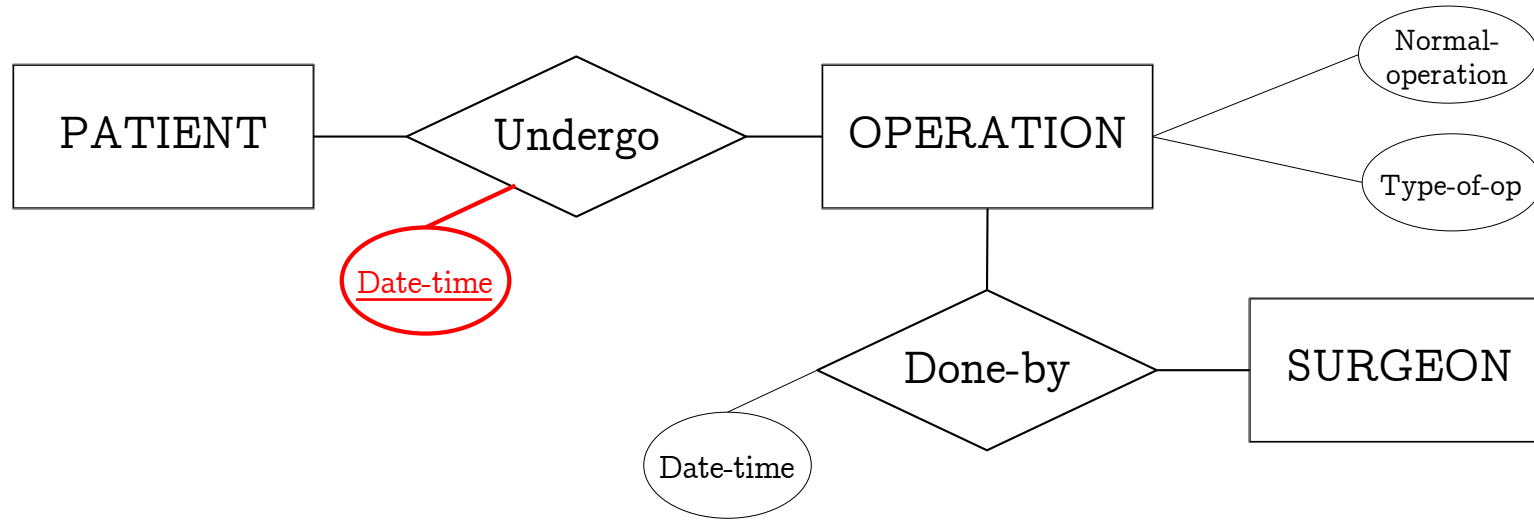 Normal-
operation
PATIENT
Undergo
OPERATION
Type-of-op
Date-time
Done-by
SURGEON
Date-time